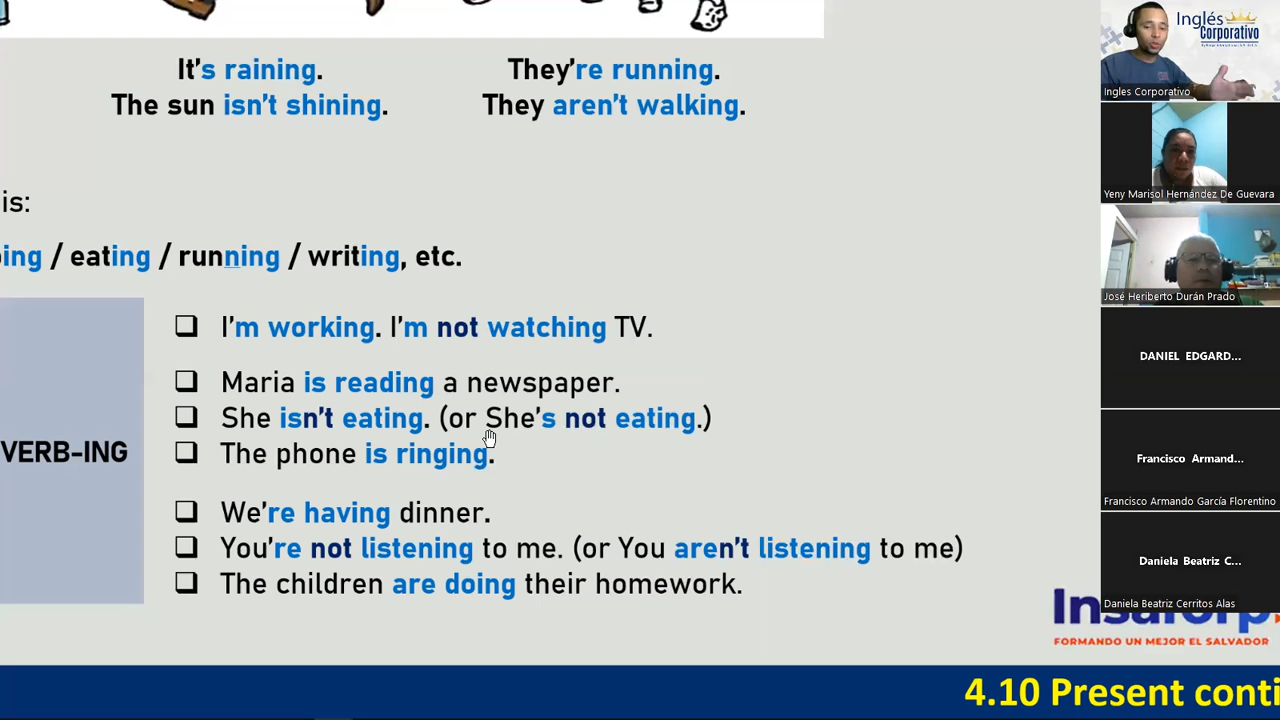 It's raining.
The sun isn't shining.
They're running.
They aren't walking.
is:
ing / eating / running / writing, etc.
VERB-ING
I'm working. I'm not watching TV.
Maria is reading a newspaper.
She isn't eating. (or She's not eating.)
The phone is ringing.
We're having dinner.
You're not listening to me. (or You aren't listening to me)
The children are doing their homework.
FORMANDO UN MEJOR EL SALVADOR
4.10 Present conti
Inglés
Corporativo
Ingles Corporativo
Yeny Marisol Hernández De Guevara
José Heriberto Durán Prado
DANIEL EDGARD...
Francisco Armand...
Francisco Armando García Florentino
Daniela Beatriz C...
Daniela Beatriz Cerritos Alas